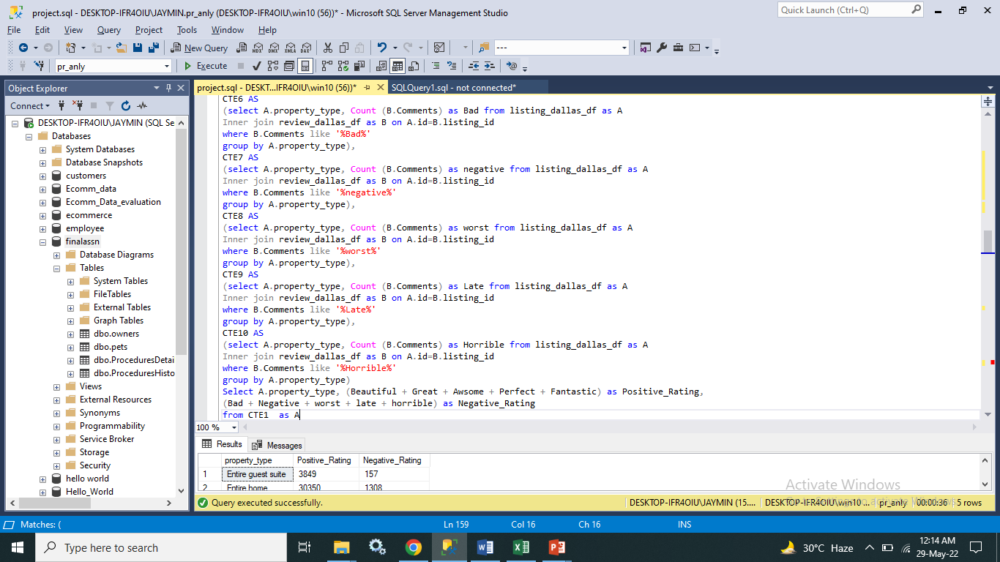 project.sql - DESKTOP-IFR4OIU\JAYMIN.pr_anly (DESKTOP-IFR4OIU\win10 (56))* - Microsoft SQL Server Management Studio
Quick Launch (Ctrl+Q)
File Edit View Query Project Tools Window Help
New Query MDX DMX XMLA DAX ---
pr_anly Execute
Object Explorer
project.sql - DESKT...IFR4OIU\win10 (56))* SQLQuery1.sql - not connected*
Connect
DESKTOP-IFR4OIU\JAYMIN (SQL Se
Databases
System Databases
Database Snapshots
customers
Ecomm_data
Ecomm_Data_evaluation
ecommerce
employee
finalassn
Database Diagrams
Tables
System Tables
FileTables
External Tables
Graph Tables
dbo.owners
dbo.pets
dbo.ProceduresDetai
dbo.ProceduresHisto
Views
External Resources
Synonyms
Programmability
Service Broker
Storage
Security
hello world
Hello_World
CTE6 AS
(select A.property_type, Count (B.Comments) as Bad from listing_dallas_df as A
Inner join review_dallas_df as B on A.id=B.listing_id
where B.Comments like '%Bad%'
group by A.property_type),
CTE7 AS
(select A.property_type, Count (B.Comments) as negative from listing_dallas_df as A
Inner join review_dallas_df as B on A.id=B.listing_id
where B.Comments like '%negative%'
group by A.property_type),
CTE8 AS
(select A.property_type, Count (B.Comments) as worst from listing_dallas_df as A
Inner join review_dallas_df as B on A.id=B.listing_id
where B.Comments like '%worst%'
group by A.property_type),
CTE9 AS
(select A.property_type, Count (B.Comments) as Late from listing_dallas_df as A
Inner join review_dallas_df as B on A.id=B.listing_id
where B.Comments like '%Late%'
group by A.property_type),
CTE10 AS
(select A.property_type, Count (B.Comments) as Horrible from listing_dallas_df as A
Inner join review_dallas_df as B on A.id=B.listing_id
where B.Comments like '%Horrible%'
group by A.property_type)
Select A.property_type, (Beautiful + Great + Awsome + Perfect + Fantastic) as Positive_Rating,
(Bad + Negative + worst + late + horrible) as Negative_Rating
from CTE1  as A
100 %
Results Messages
property_type Positive_Rating Negative_Rating
1 Entire guest suite 3849 157
2 Entire home 30350 1308
Activate Windows
Go to Settings to activate Windows.
Query executed successfully. DESKTOP-IFR4OIU\JAYMIN (15.... DESKTOP-IFR4OIU\win10 ... pr_anly 00:00:36 5 rows
Matches: ( Ln 159 Col 16 Ch 16 INS
Type here to search
30°C Haze
12:14 AM
29-May-22